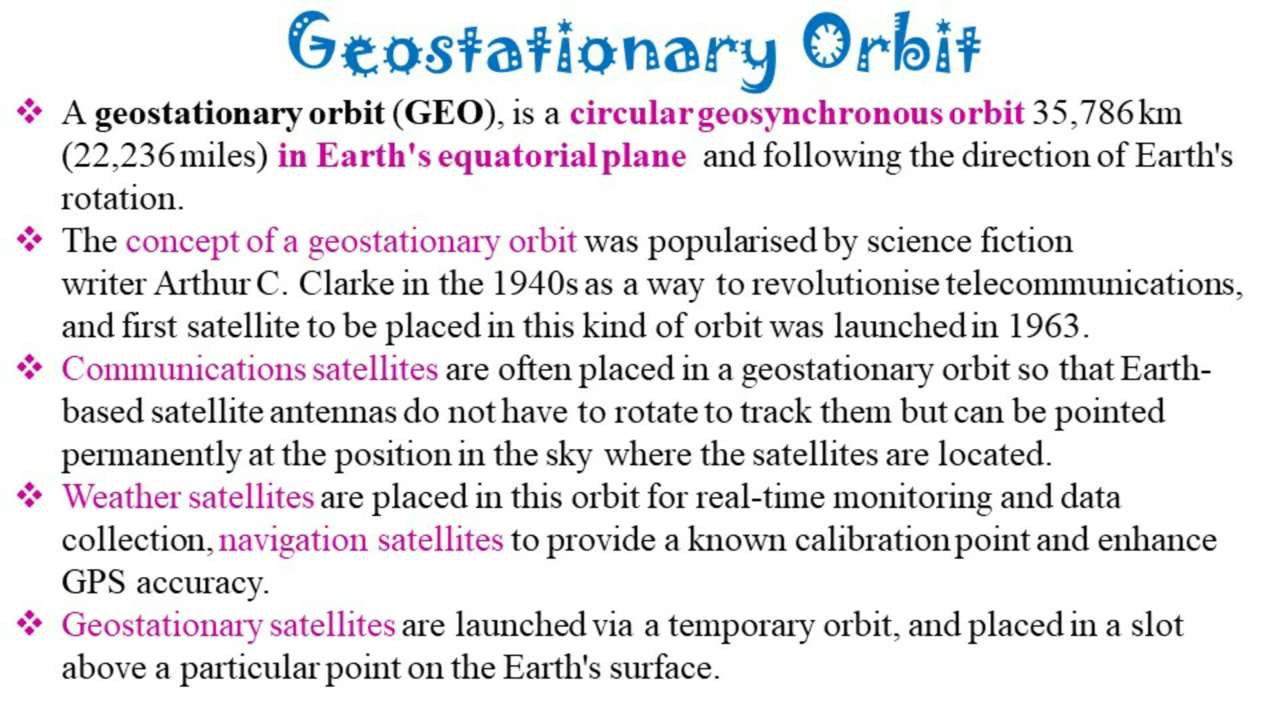 Geostationary Orbit
❖ A geostationary orbit (GEO), is a circular geosynchronous orbit 35,786 km
(22,236 miles) in Earth's equatorial plane and following the direction of Earth's
rotation.
❖ The concept of a geostationary orbit was popularised by science fiction
writer Arthur C. Clarke in the 1940s as a way to revolutionise telecommunications,
and first satellite to be placed in this kind of orbit was launched in 1963.
❖ Communications satellites are often placed in a geostationary orbit so that Earth-
based satellite antennas do not have to rotate to track them but can be pointed
permanently at the position in the sky where the satellites are located.
❖ Weather satellites are placed in this orbit for real-time monitoring and data
collection, navigation satellites to provide a known calibration point and enhance
GPS accuracy.
❖ Geostationary satellites are launched via a temporary orbit, and placed in a slot
above a particular point on the Earth's surface.